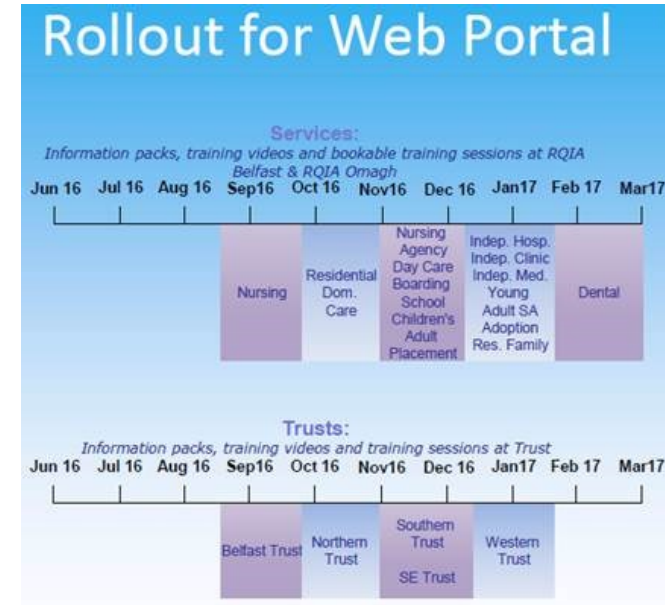 Rollout for Web Portal
Services:
Information packs, training videos and bookable training sessions at RQIA
Belfast & RQIA Omagh
Jun 16 Jul 16 Aug 16 Sep16 Oct 16 Nov16 Dec 16 Jan17 Feb 17 Mar17
Nursing
Residential
Dom.
Care
Nursing
Agency
Day Care
Boarding
School
Children's
Adult
Placement
Indep. Hosp.
Indep. Clinic
Indep. Med.
Young
Adult SA
Adoption
Res. Family
Dental
Trusts:
Information packs, training videos and training sessions at Trust
Jun 16 Jul 16 Aug 16 Sep16 Oct 16 Nov16 Dec 16 Jan17 Feb 17 Mar17
Belfast Trust
Northern
Trust
Southern
Trust
SE Trust
Western
Trust